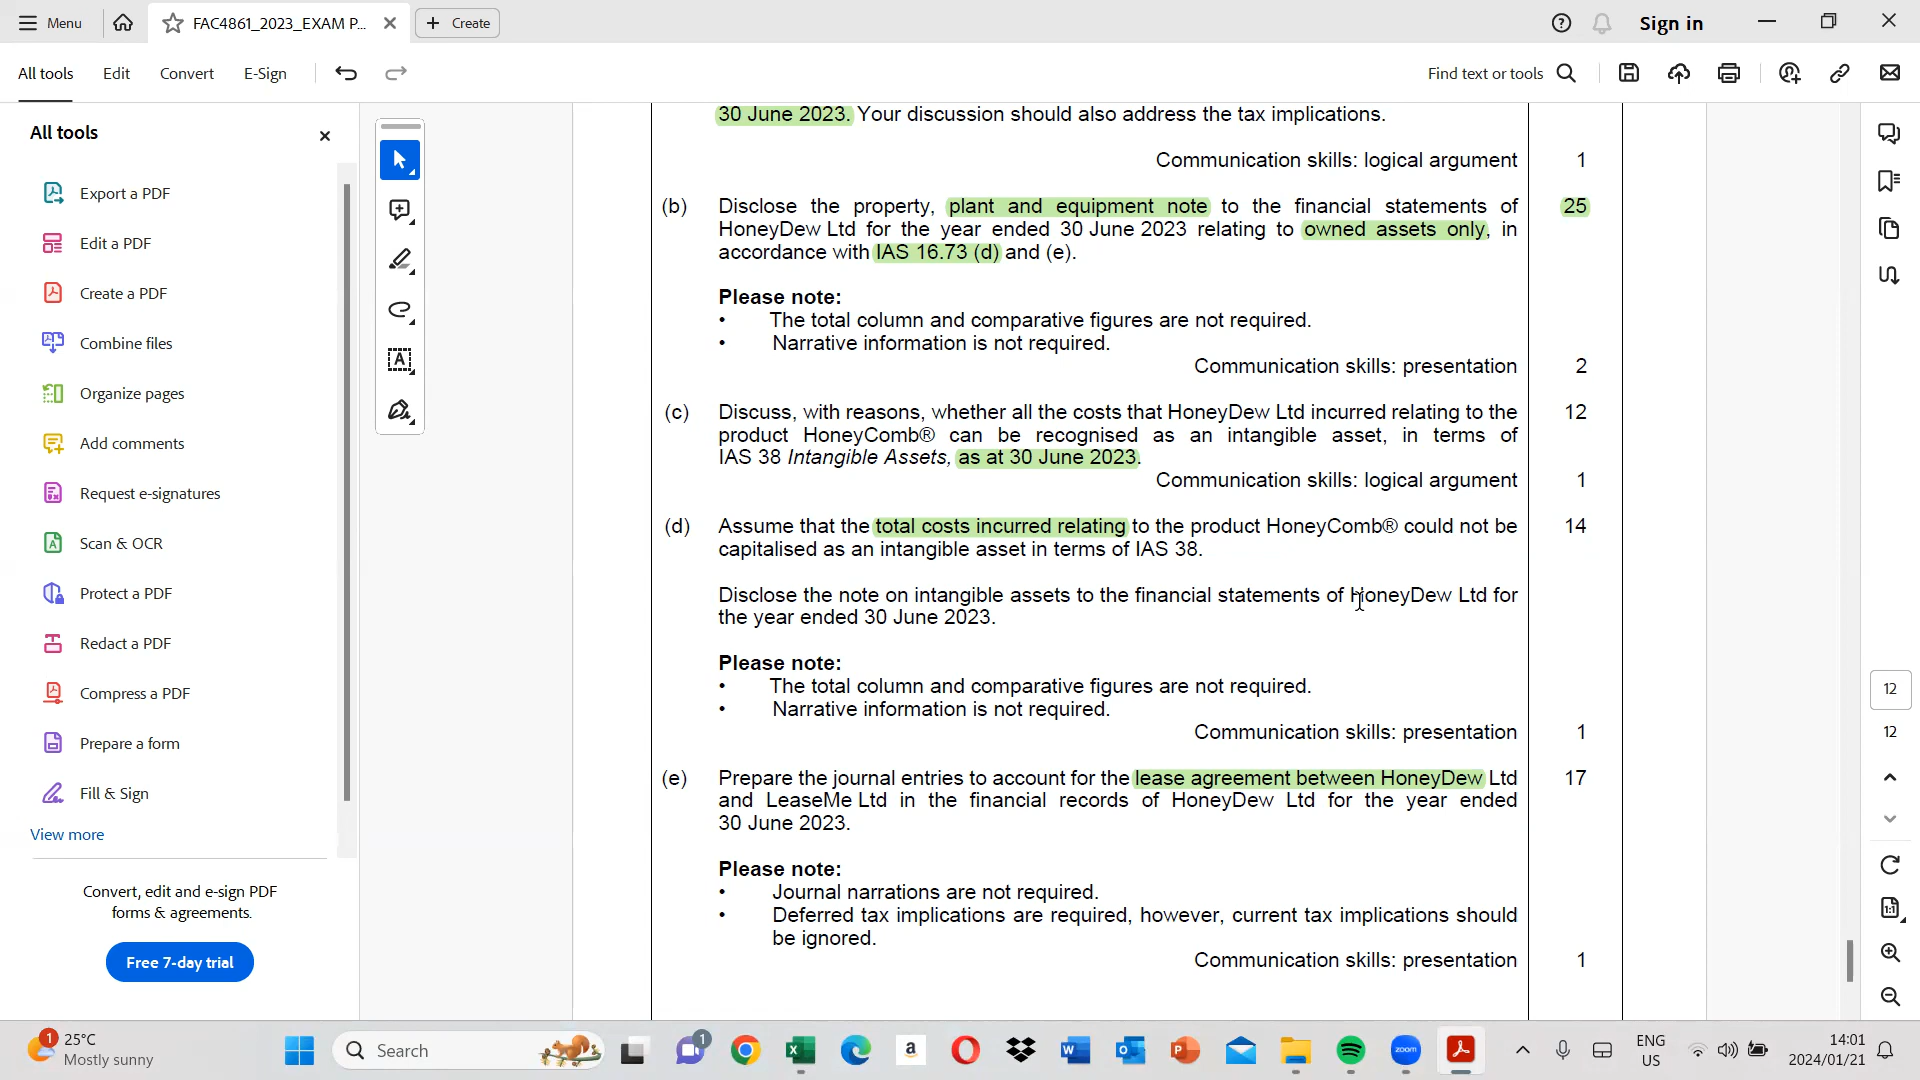 Menu
FAC4861_2023_EXAM P...
Create
Sign in
All tools
Edit
Convert
E-Sign
Find text or tools
All tools
Export a PDF
Edit a PDF
Create a PDF
Combine files
Organize pages
Add comments
Request e-signatures
Scan & OCR
Protect a PDF
Redact a PDF
Compress a PDF
Prepare a form
Fill & Sign
View more
Convert, edit and e-sign PDF
forms & agreements.
Free 7-day trial
30 June 2023. Your discussion should also address the tax implications.
Communication skills: logical argument 1
(b) Disclose the property, plant and equipment note to the financial statements of 25
HoneyDew Ltd for the year ended 30 June 2023 relating to owned assets only, in
accordance with IAS 16.73 (d) and (e).
Please note:
• The total column and comparative figures are not required.
• Narrative information is not required.
Communication skills: presentation 2
(c) Discuss, with reasons, whether all the costs that HoneyDew Ltd incurred relating to the 12
product HoneyComb® can be recognised as an intangible asset, in terms of
IAS 38 Intangible Assets, as at 30 June 2023.
Communication skills: logical argument 1
(d) Assume that the total costs incurred relating to the product HoneyComb® could not be 14
capitalised as an intangible asset in terms of IAS 38.
Disclose the note on intangible assets to the financial statements of HoneyDew Ltd for
the year ended 30 June 2023.
Please note:
• The total column and comparative figures are not required.
• Narrative information is not required.
Communication skills: presentation 1
(e) Prepare the journal entries to account for the lease agreement between HoneyDew Ltd 17
and LeaseMe Ltd in the financial records of HoneyDew Ltd for the year ended
30 June 2023.
Please note:
• Journal narrations are not required.
• Deferred tax implications are required, however, current tax implications should
be ignored.
Communication skills: presentation 1
12
12
1:1
1
25°C
Mostly sunny
Search
1
a
zoom
ENG
US
14:01
2024/01/21